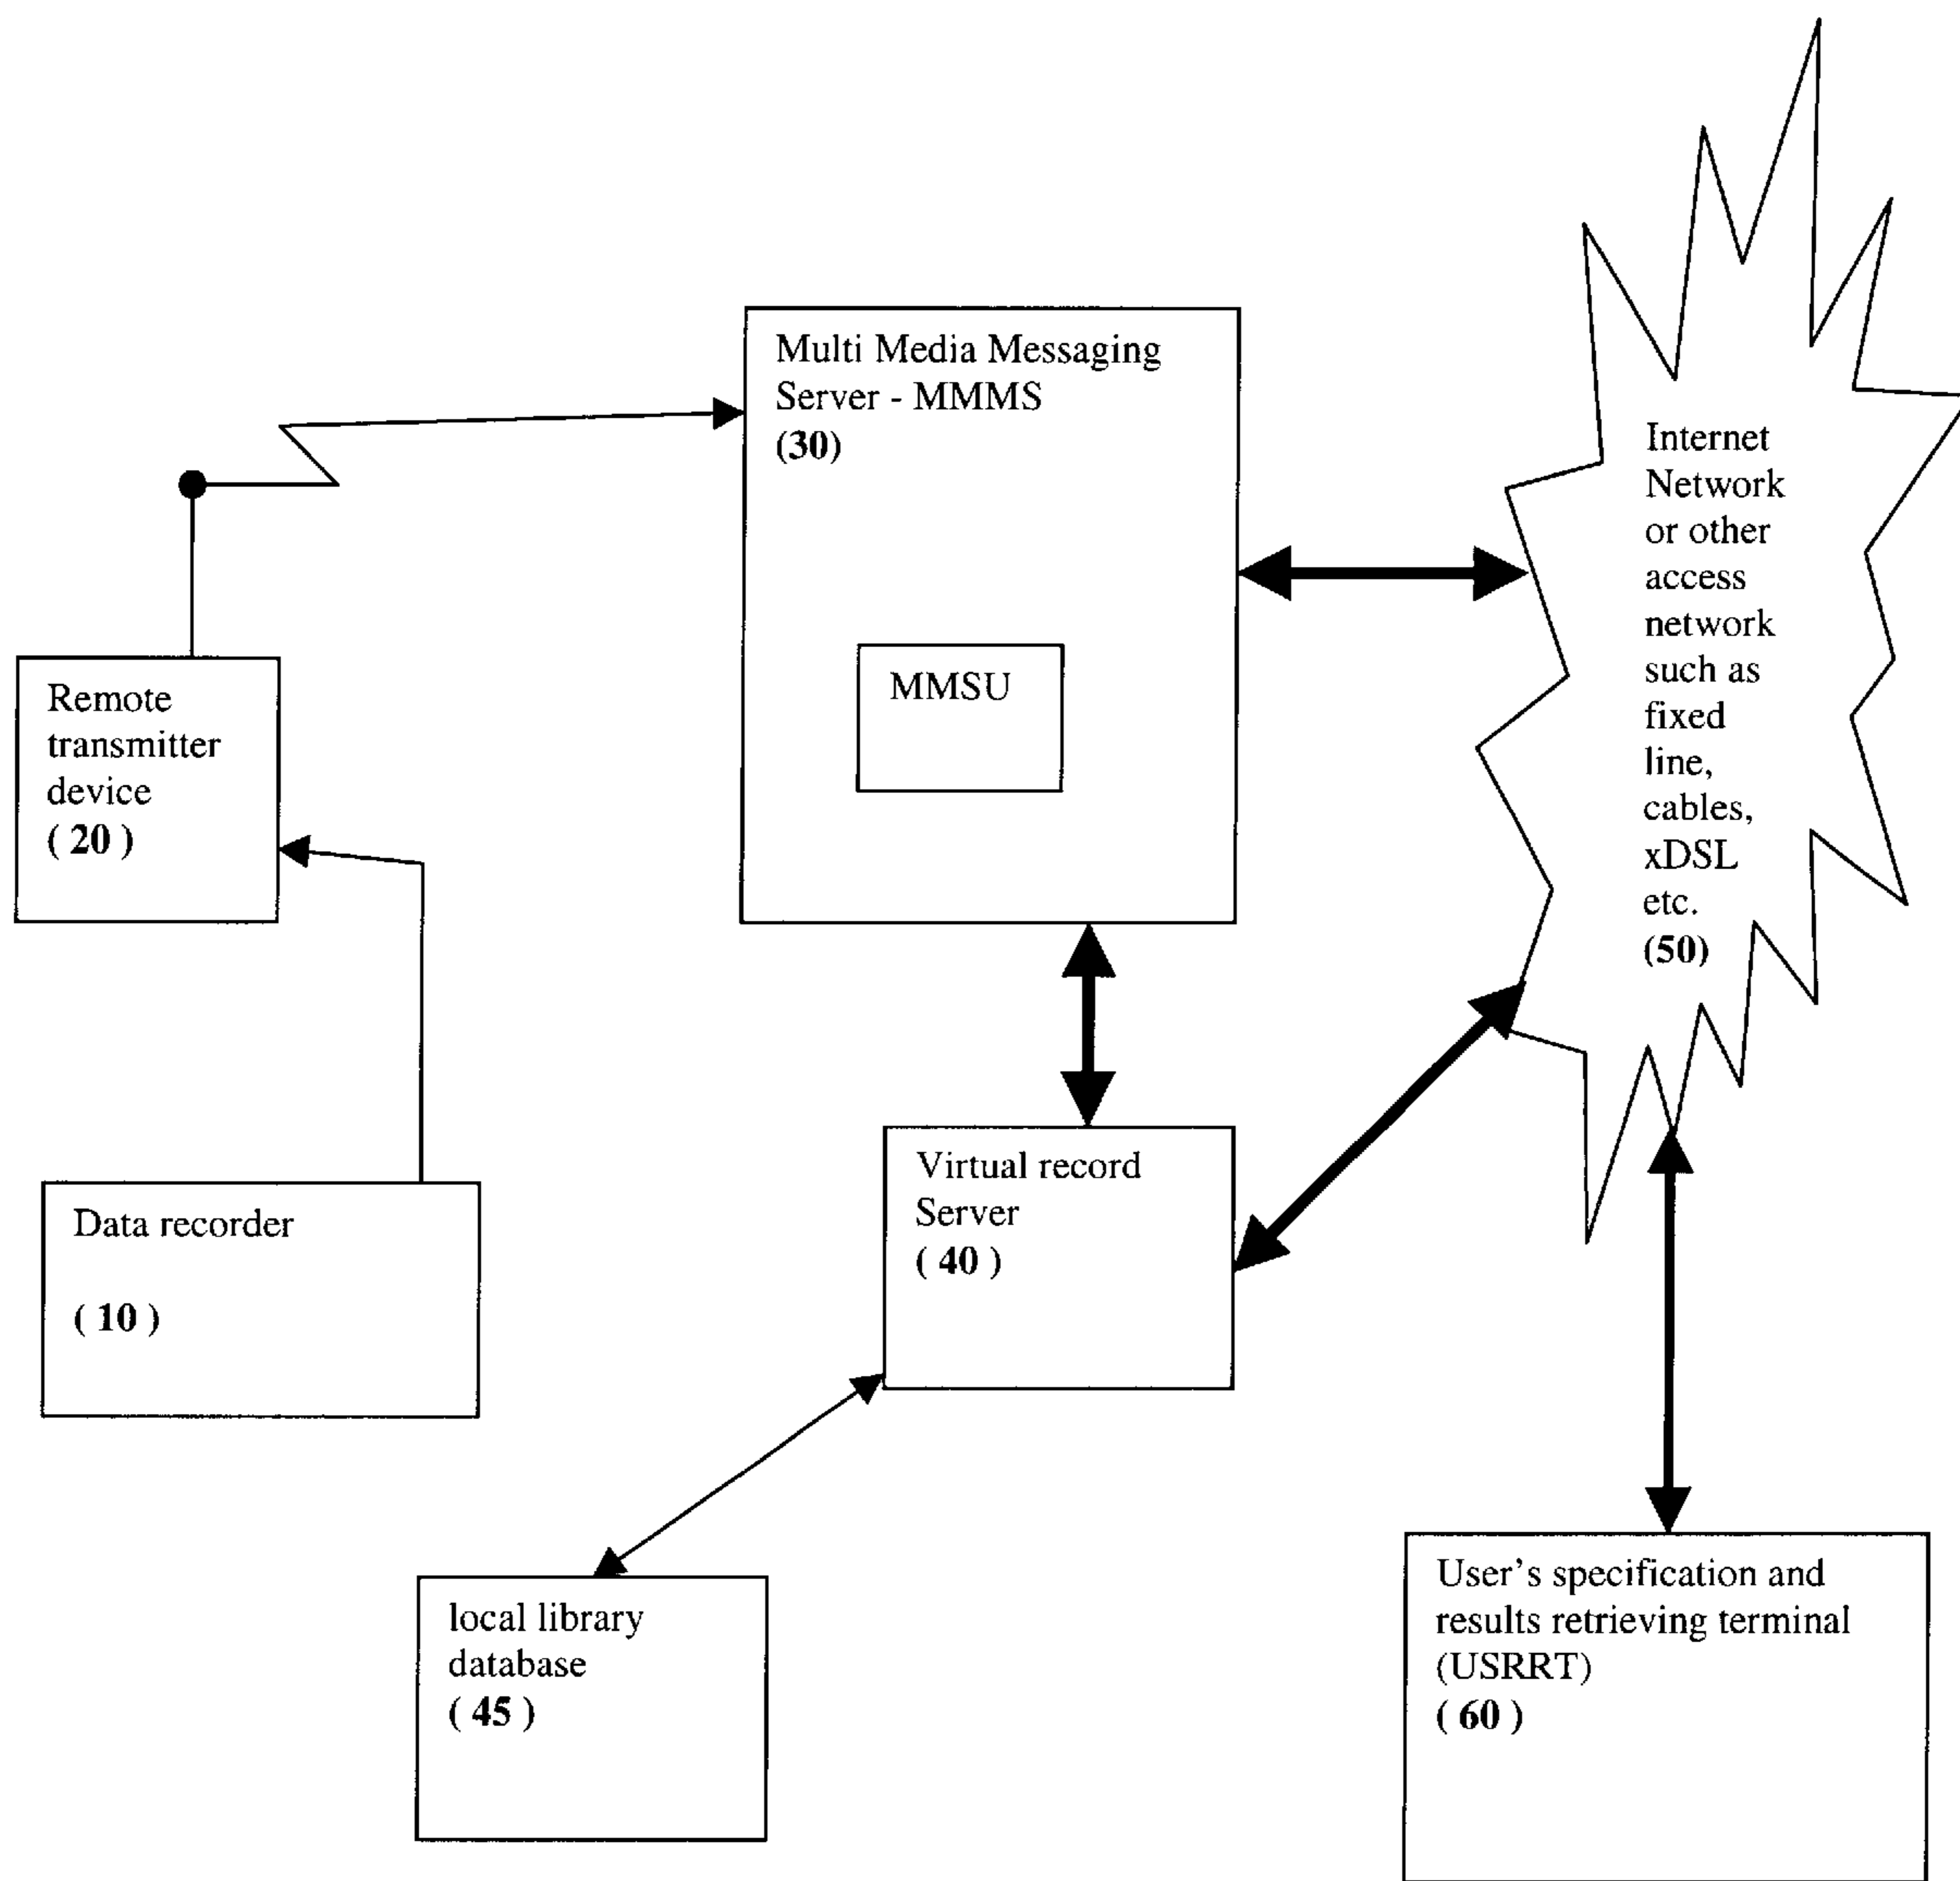 Multi Media Messaging
Server - MMMS
(30)
MMSU
Internet
Network
or other
access
network
such as
fixed
line,
cables,
xDSL
etc.
(50)
Remote
transmitter
device
( 20 )
Data recorder
( 10 )
Virtual record
Server
( 40 )
local library
database
( 45 )
User's specification and
results retrieving terminal
(USRRT)
( 60 )